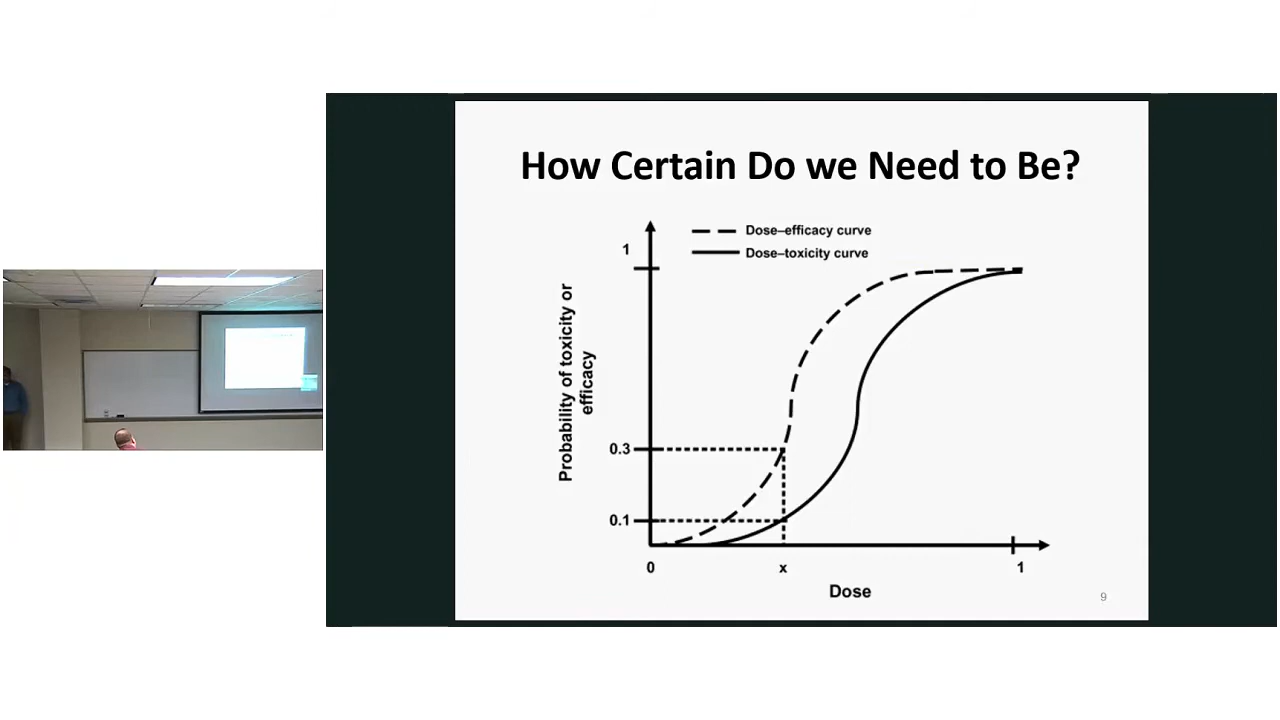 How Certain Do we Need to Be?
Dose–efficacy curve
Dose–toxicity curve
1
Probability of toxicity or
efficacy
0.3
0.1
0
x
1
Dose
9